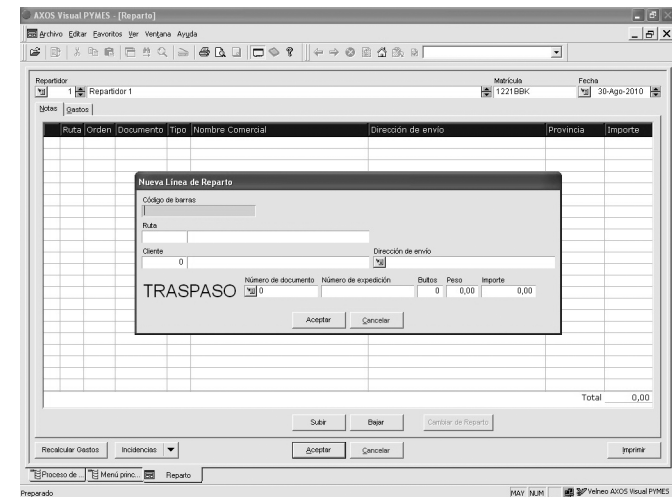 AXOS Visual PYMES - [Reparto]
Archivo Editar Favoritos Ver Ventana Ayuda
Repartidor Matrícula Fecha
1 Repartidor 1 1221BBK 30-Ago-2010
Notas Gastos
Ruta Orden Documento Tipo Nombre Comercial Dirección de envío Provincia Importe
Nueva Línea de Reparto
Código de barras
Ruta
Cliente Dirección de envío
0
Número de documento Número de expedición Bultos Peso Importe
TRASPASO 0 0 0,00 0,00
Aceptar Cancelar
Total 0,00
Subir Bajar Cambiar de Reparto
Recalcular Gastos Incidencias Aceptar Cancelar Imprimir
Proceso de ... Menú princ... Reparto
Preparado MAY NUM Velneo AXOS Visual PYMES